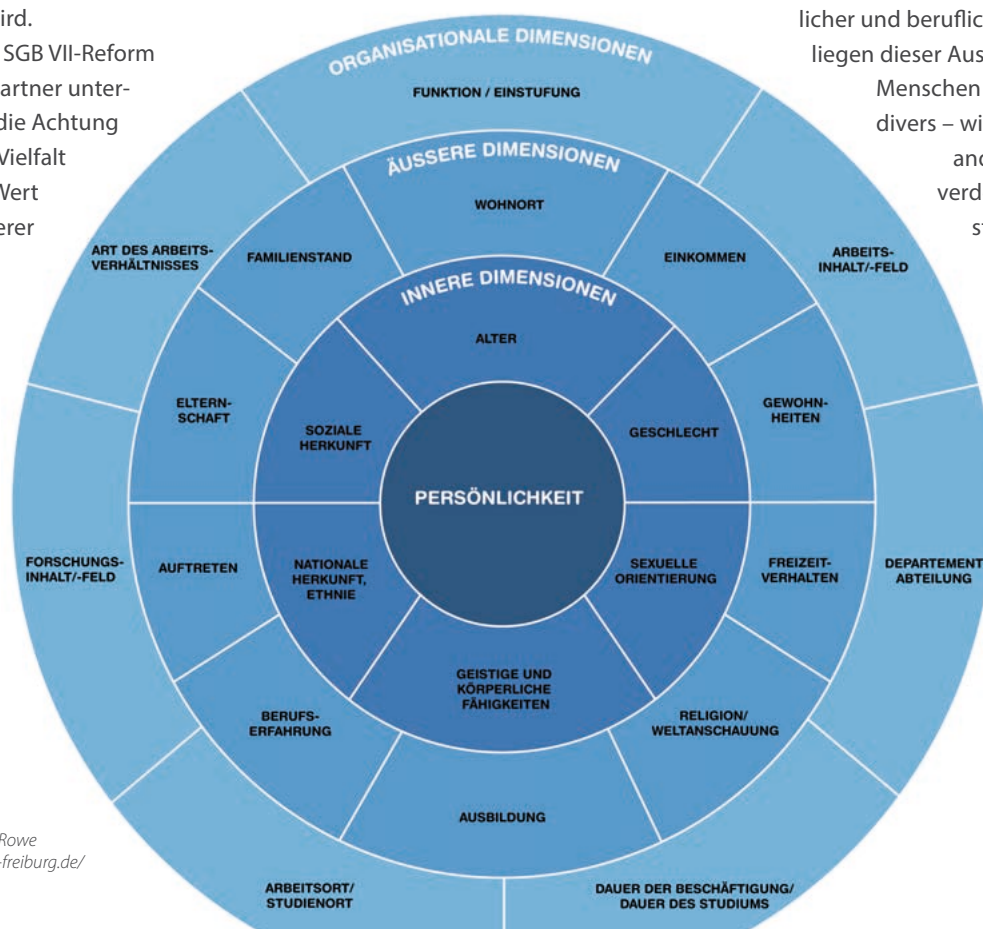 ird.
SGB VII-Reform
artner unter-
die Achtung
Vielfalt
Wert
erer
licher und beruflic
liegen dieser Aus
Menschen
divers – wi
and
verd
st
ORGANISATIONALE DIMENSIONEN
FUNKTION / EINSTUFUNG
ART DES ARBEITS-
VERHÄLTNISSES
ARBEITS-
INHALT/-FELD
FORSCHUNGS-
INHALT/-FELD
DEPARTEMENT
ABTEILUNG
ARBEITSORT/
STUDIENORT
DAUER DER BESCHÄFTIGUNG/
DAUER DES STUDIUMS
ÄUSSERE DIMENSIONEN
WOHNORT
FAMILIENSTAND
EINKOMMEN
ELTERN-
SCHAFT
GEWOHN-
HEITEN
AUFTRETEN
FREIZEIT-
VERHALTEN
BERUFS-
ERFAHRUNG
RELIGION/
WELTANSCHAUUNG
AUSBILDUNG
INNERE DIMENSIONEN
ALTER
SOZIALE
HERKUNFT
GESCHLECHT
NATIONALE
HERKUNFT,
ETHNIE
SEXUELLE
ORIENTIERUNG
GEISTIGE UND
KÖRPERLICHE
FÄHIGKEITEN
PERSÖNLICHKEIT
Rowe
-freiburg.de/